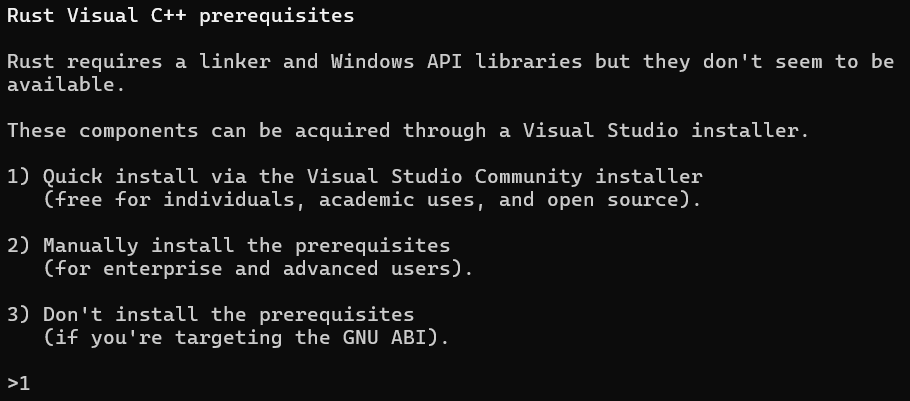 Rust Visual C++ prerequisites
Rust requires a linker and Windows API libraries but they don't seem to be
available.
These components can be acquired through a Visual Studio installer.
1) Quick install via the Visual Studio Community installer
   (free for individuals, academic uses, and open source).
2) Manually install the prerequisites
   (for enterprise and advanced users).
3) Don't install the prerequisites
   (if you're targeting the GNU ABI).
>1